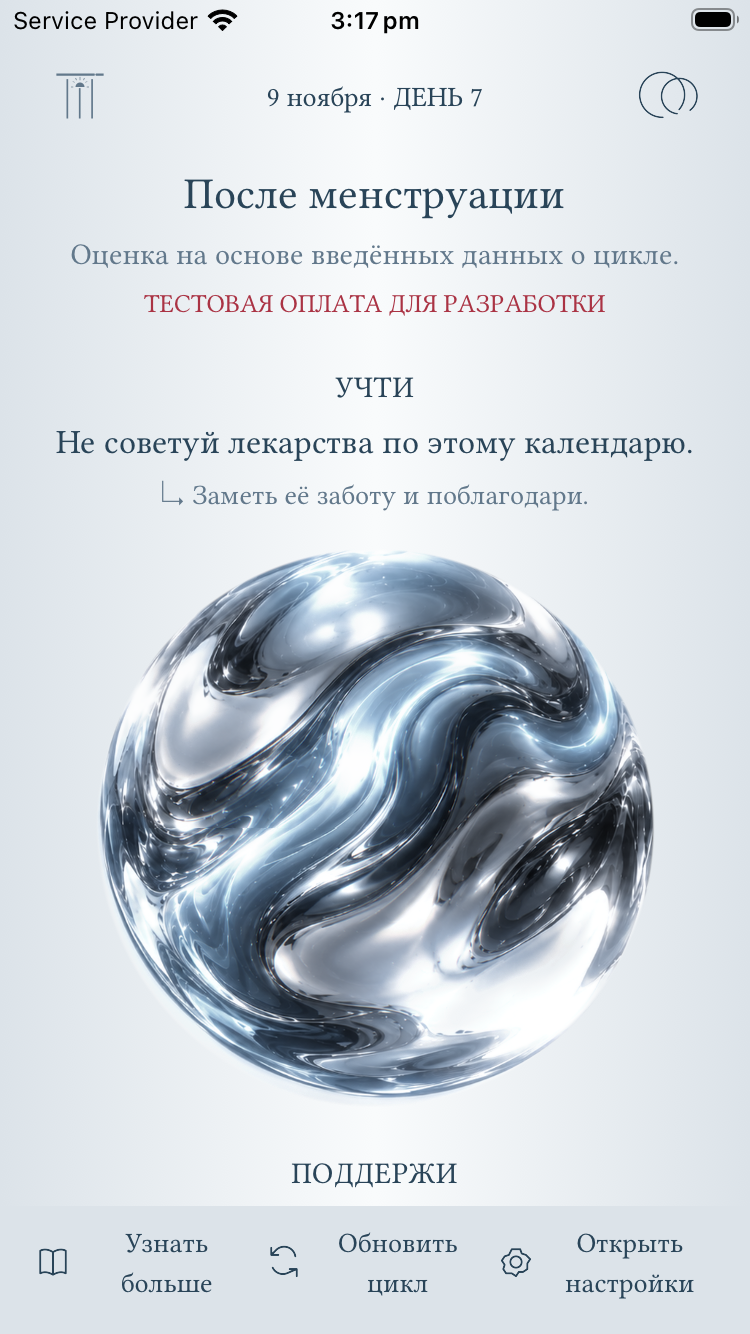 Service Provider 3:17 pm
9 ноября · ДЕНЬ 7
После менструации
Оценка на основе введённых данных о цикле.
ТЕСТОВАЯ ОПЛАТА ДЛЯ РАЗРАБОТКИ
УЧТИ
Не советуй лекарства по этому календарю.
Заметь её заботу и поблагодари.
ПОДДЕРЖИ
Узнать больше
Обновить цикл
Открыть настройки